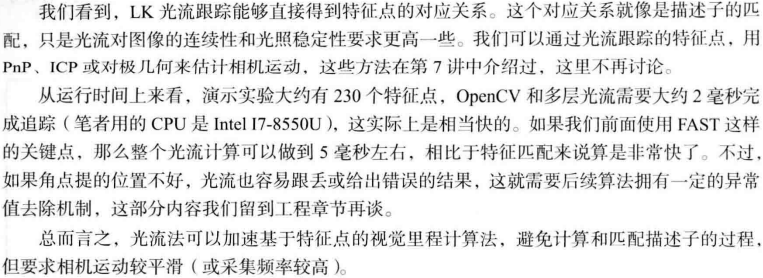 我们看到，LK 光流跟踪能够直接得到特征点的对应关系。这个对应关系就像是描述子的匹
配，只是光流对图像的连续性和光照稳定性要求更高一些。我们可以通过光流跟踪的特征点，用
PnP、ICP 或对极几何来估计相机运动，这些方法在第 7 讲中介绍过，这里不再讨论。
从运行时间上来看，演示实验大约有 230 个特征点，OpenCV 和多层光流需要大约 2 毫秒完
成追踪（笔者用的 CPU 是 Intel I7-8550U），这实际上是相当快的。如果我们前面使用 FAST 这样
的关键点，那么整个光流计算可以做到 5 毫秒左右，相比于特征匹配来说算是非常快了。不过，
如果角点提的位置不好，光流也容易跟丢或给出错误的结果，这就需要后续算法拥有一定的异常
值去除机制，这部分内容我们留到工程章节再谈。
总而言之，光流法可以加速基于特征点的视觉里程计算法，避免计算和匹配描述子的过程，
但要求相机运动较平滑（或采集频率较高）。